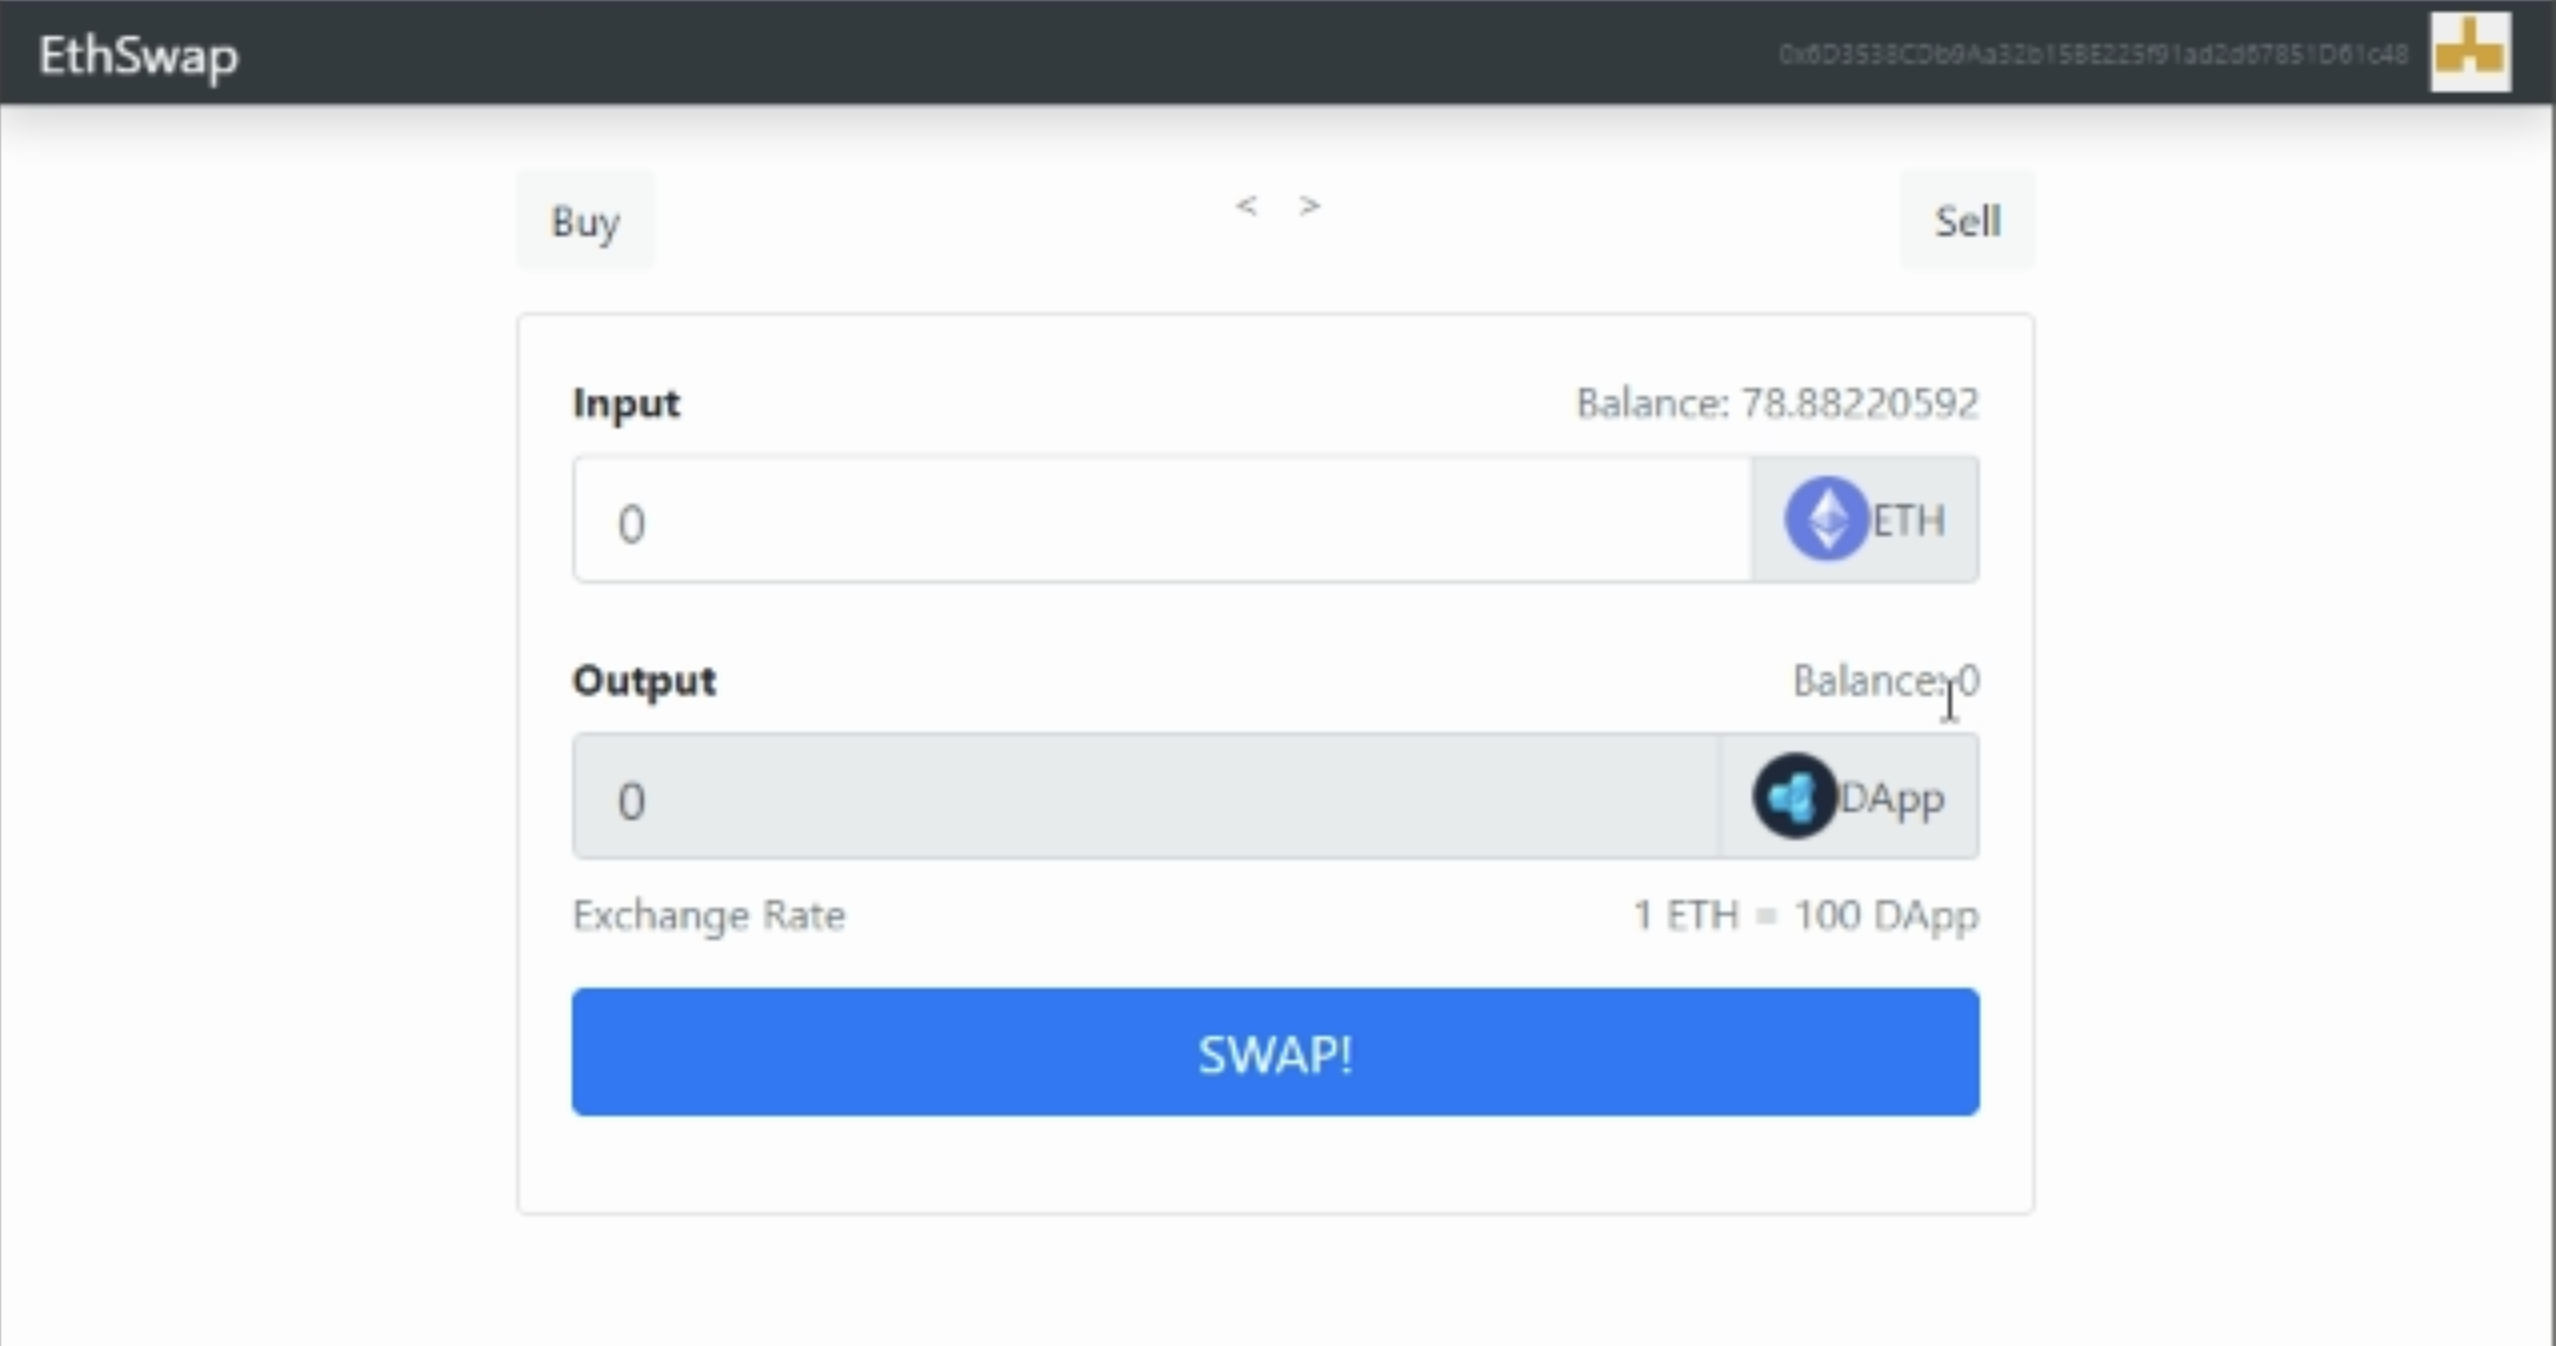 EthSwap
Buy < > Sell
Input Balance: 78.88220592
0 ETH
Output Balance: 0
0 DApp
Exchange Rate 1 ETH = 100 DApp
SWAP!